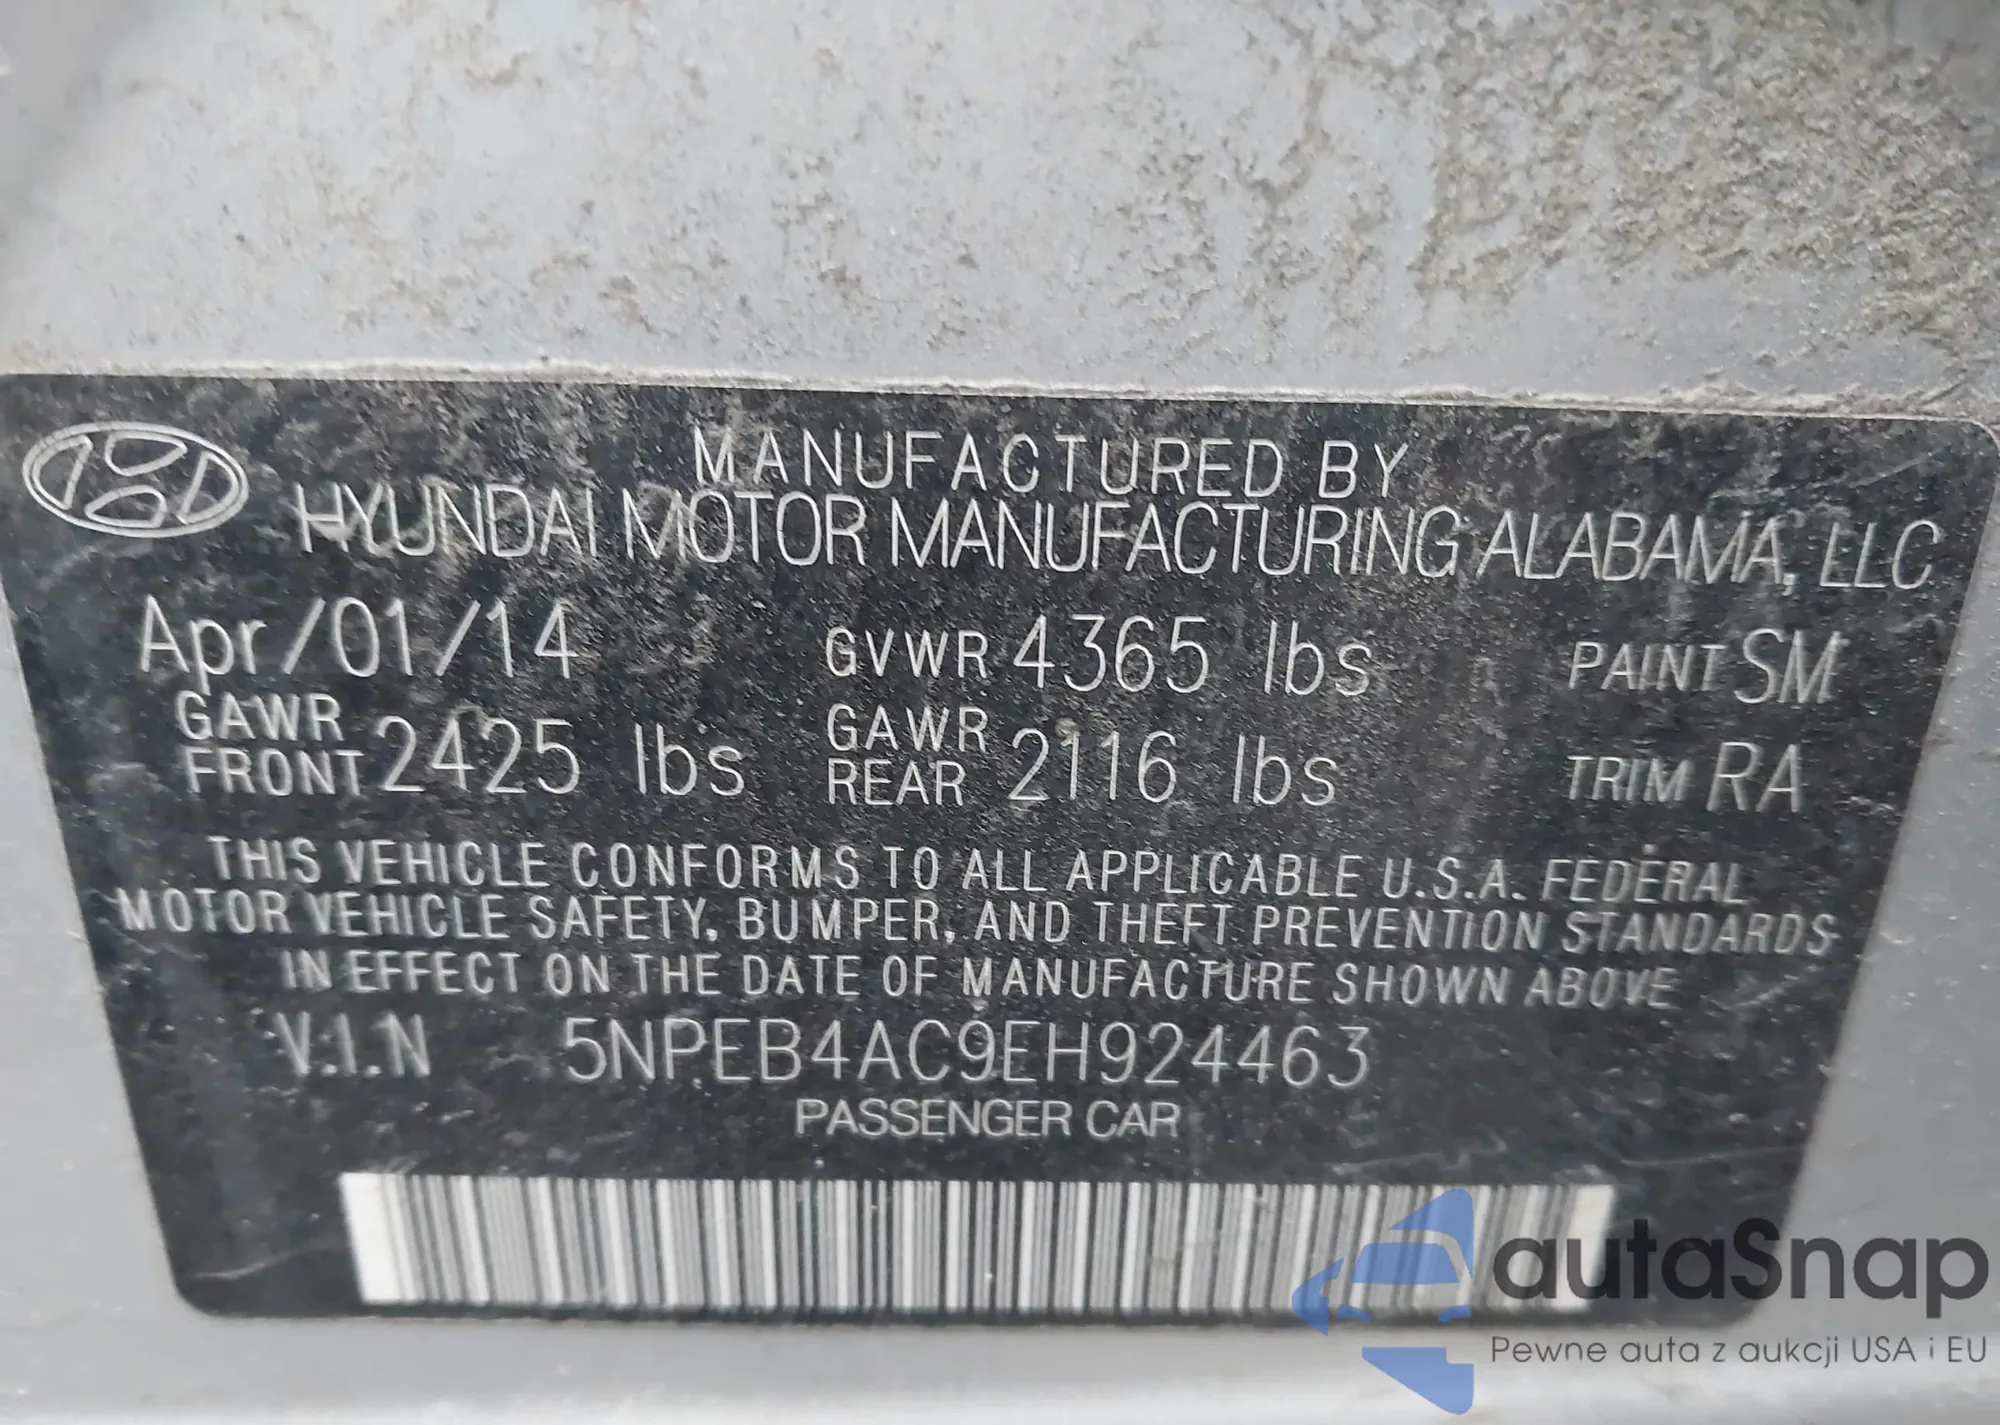 MANUFACTURED BY
HYUNDAI MOTOR MANUFACTURING ALABAMA, LLC
Apr/01/14 GVWR 4365 lbs PAINT SM
GAWR FRONT 2425 lbs GAWR REAR 2116 lbs TRIM RA
THIS VEHICLE CONFORMS TO ALL APPLICABLE U.S.A. FEDERAL
MOTOR VEHICLE SAFETY, BUMPER, AND THEFT PREVENTION STANDARDS
IN EFFECT ON THE DATE OF MANUFACTURE SHOWN ABOVE
V.I.N 5NPEB4AC9EH924463
PASSENGER CAR
autaSnap
Pewne auta z aukcji USA i EU